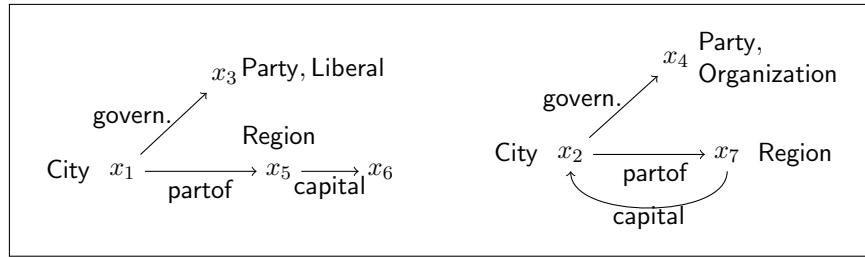 x₃ Party, Liberal
govern.
Region
City x₁ x₅ x₆
partof capital
x₄ Party,
Organization
govern.
City x₂ x₇ Region
partof
capital